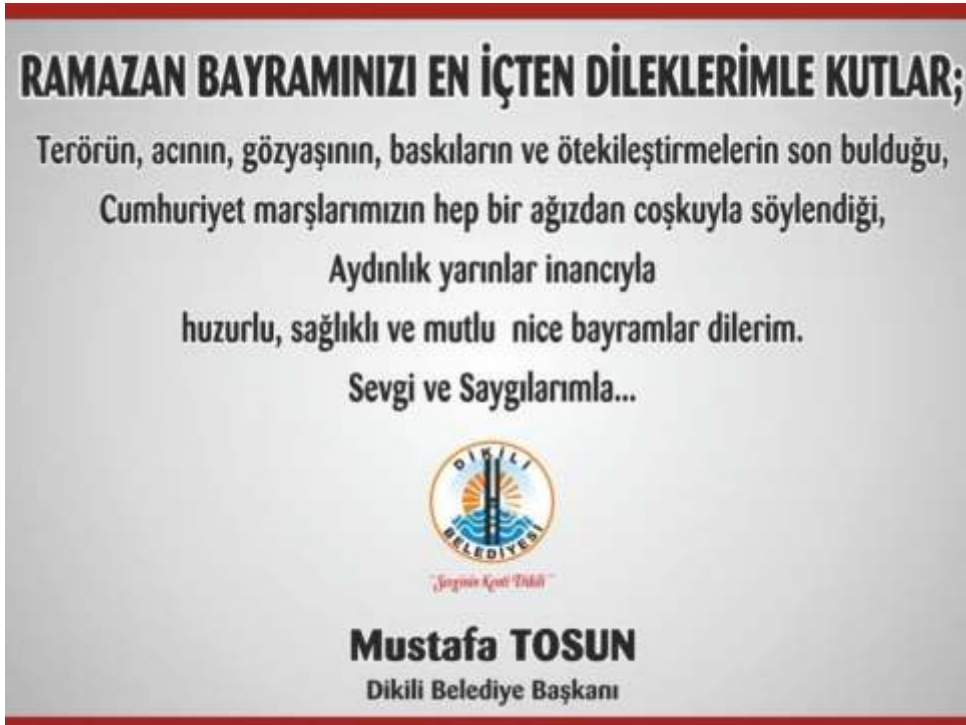 RAMAZAN BAYRAMINIZI EN İÇTEN DİLEKLERİMLE KUTLAR;
Terörün, acının, gözyaşının, baskıların ve ötekileştirmelerin son bulduğu,
Cumhuriyet marşlarımızın hep bir ağızdan coşkuyla söylendiği,
Aydınlık yarınlar inancıyla
huzurlu, sağlıklı ve mutlu nice bayramlar dilerim.
Sevgi ve Saygılarımla...
DİKİLİ
BELEDİYESİ
"Sevginin Kenti Dikili"
Mustafa TOSUN
Dikili Belediye Başkanı